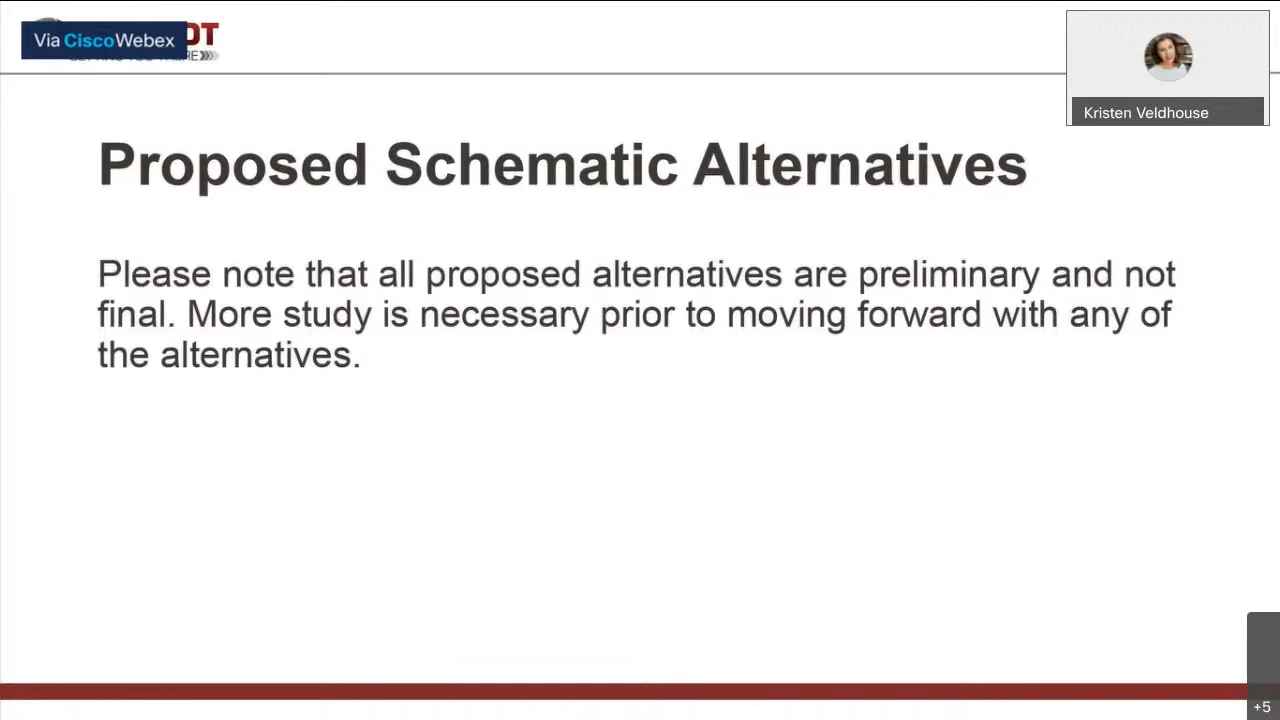 Via CiscoWebex
Kristen Veldhouse
Proposed Schematic Alternatives
Please note that all proposed alternatives are preliminary and not
final. More study is necessary prior to moving forward with any of
the alternatives.
+5